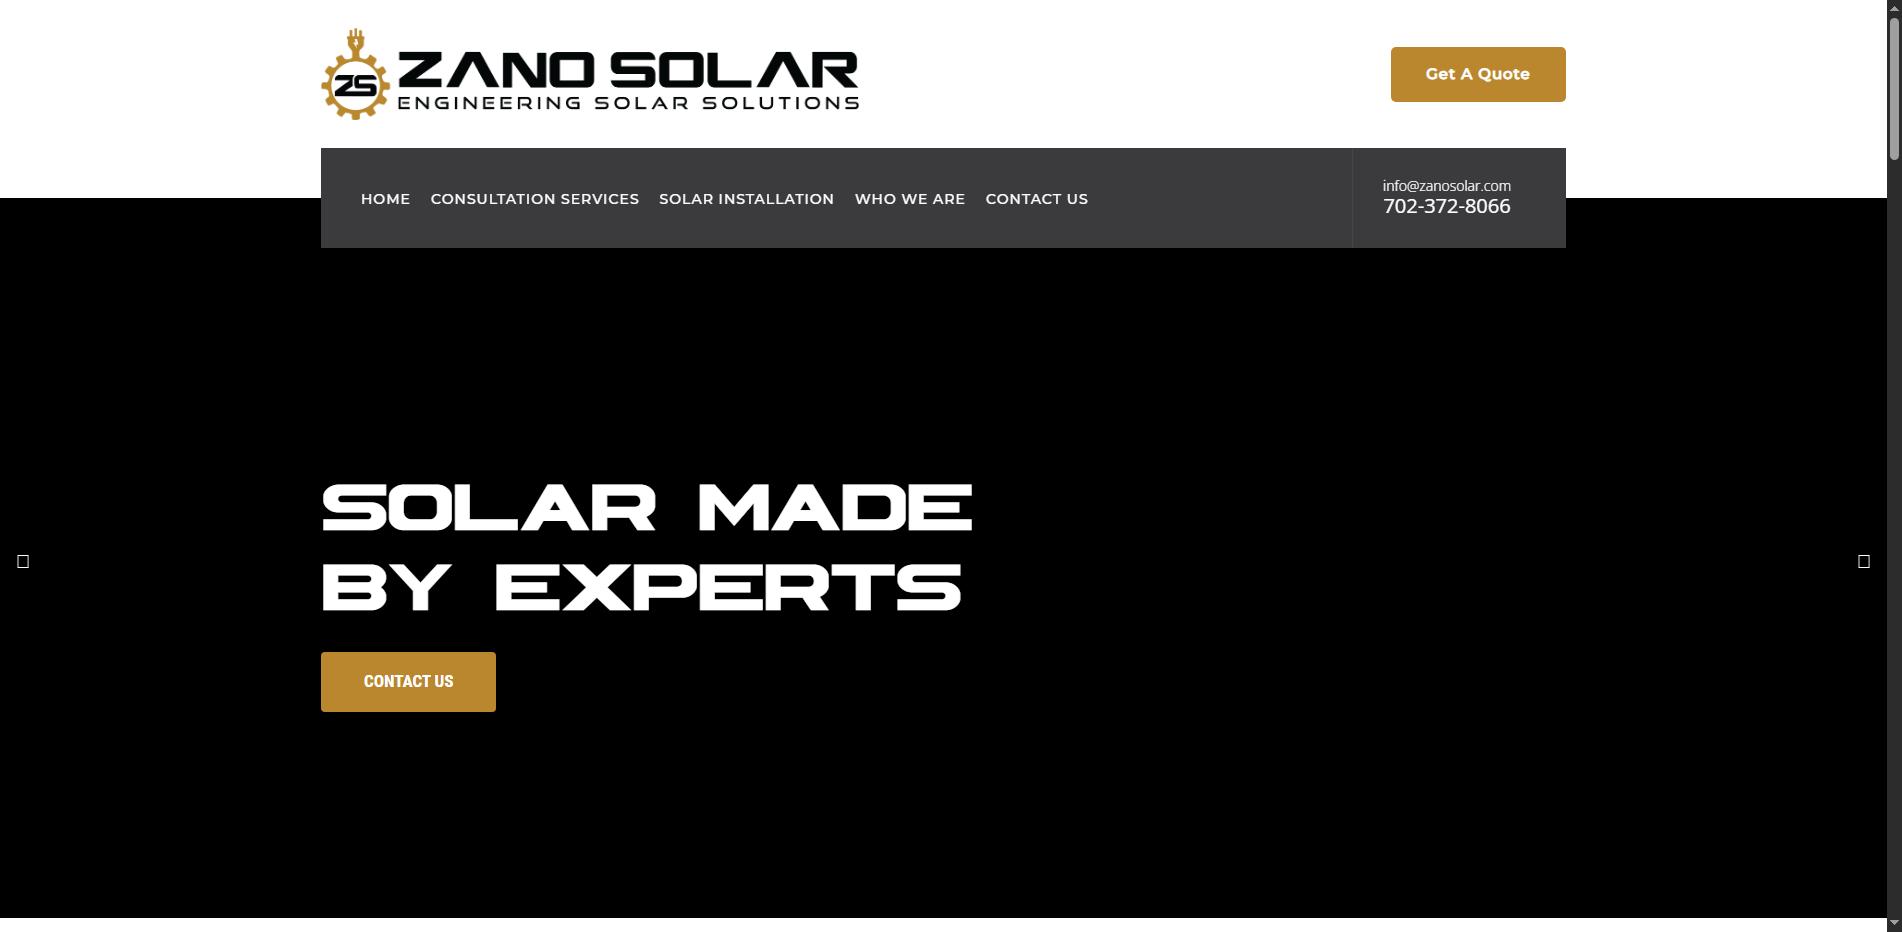 ZS
ZANO SOLAR
ENGINEERING SOLAR SOLUTIONS
Get A Quote
HOME CONSULTATION SERVICES SOLAR INSTALLATION WHO WE ARE CONTACT US
info@zanosolar.com
702-372-8066
SOLAR MADE
BY EXPERTS
CONTACT US